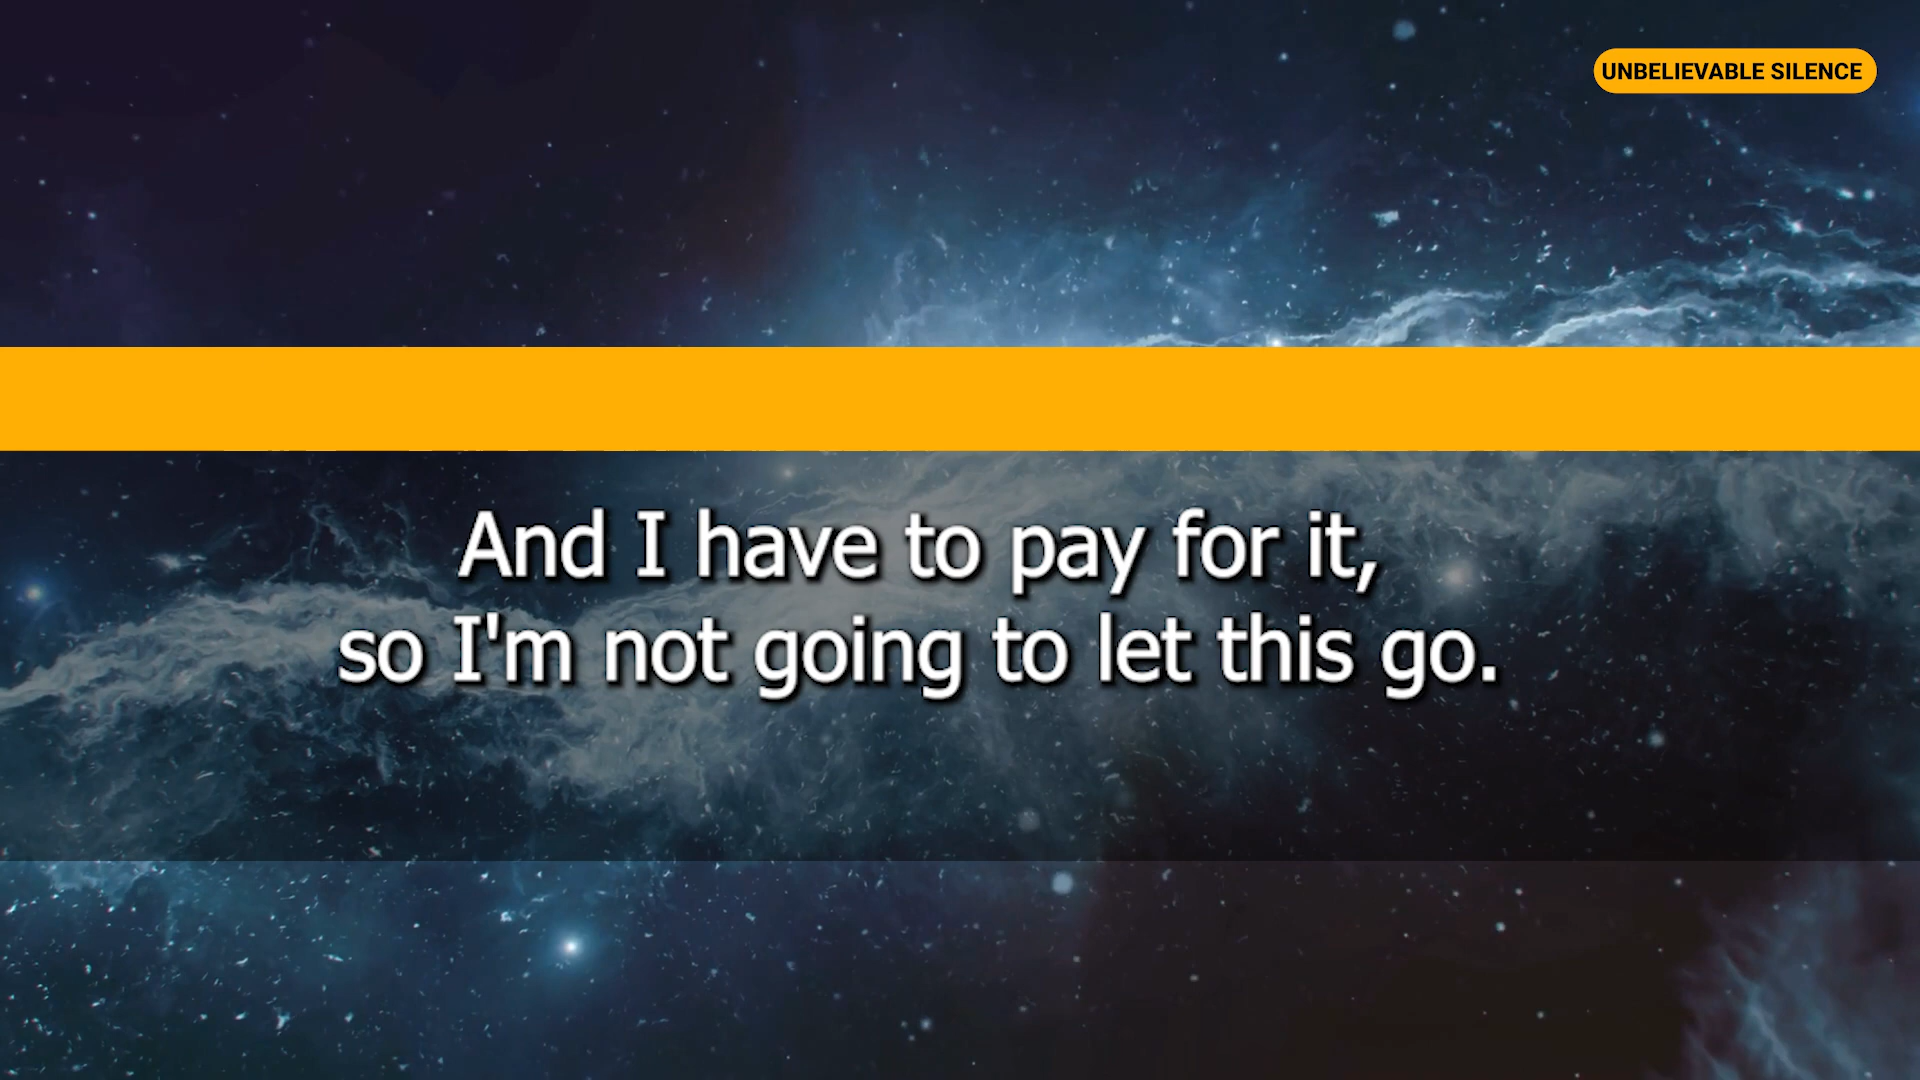 UNBELIEVABLE SILENCE
And I have to pay for it,
so I'm not going to let this go.